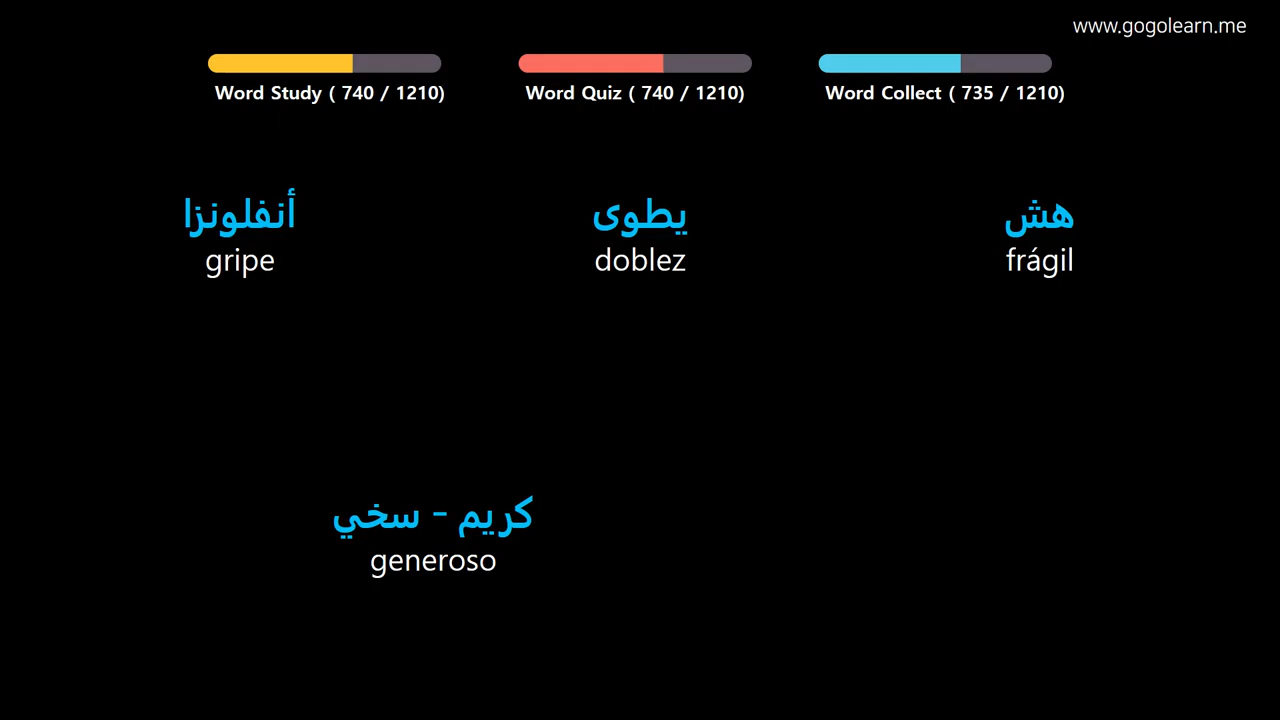 www.gogolearn.me
Word Study ( 740 / 1210)
Word Quiz ( 740 / 1210)
Word Collect ( 735 / 1210)
أنفلونزا
gripe
يطوى
doblez
هش
frágil
كريم - سخي
generoso